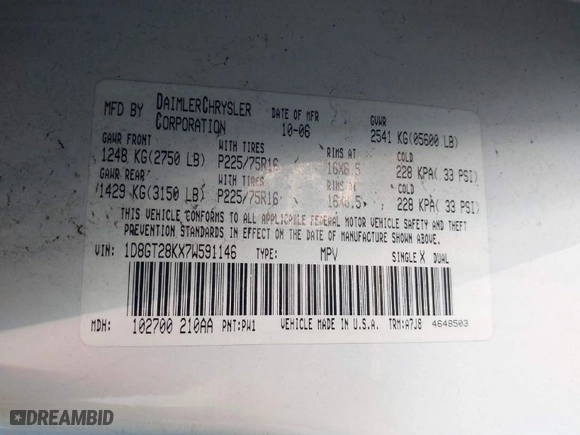 MFD BY DAIMLERCHRYSLER CORPORATION DATE OF MFR 10-06 GVWR 2541 KG(05600 LB)
GAWR FRONT WITH TIRES RIMS AT COLD
1248 KG(2750 LB) P225/75R16 16X6.5 228 KPA( 33 PSI)
GAWR REAR WITH TIRES RIMS AT COLD
1429 KG(3150 LB) P225/75R16 16X6.5 228 KPA( 33 PSI)
THIS VEHICLE CONFORMS TO ALL APPLICABLE FEDERAL MOTOR VEHICLE SAFETY AND THEFT
PREVENTION STANDARDS IN EFFECT ON THE DATE OF MANUFACTURE SHOWN ABOVE.
VIN: 1D8GT28KX7W591146 TYPE: MPV SINGLE X DUAL
MDH: 102700 210AA PNT:PW1 VEHICLE MADE IN U.S.A. TRM:A7J8 4648503
DREAMBID